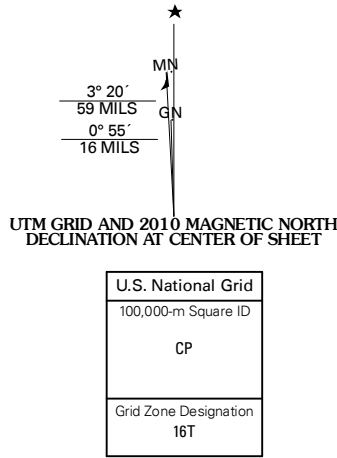 MN
3° 20´
59 MILS
GN
0° 55´
16 MILS
UTM GRID AND 2010 MAGNETIC NORTH
DECLINATION AT CENTER OF SHEET
U.S. National Grid
100,000-m Square ID
CP
Grid Zone Designation
16T